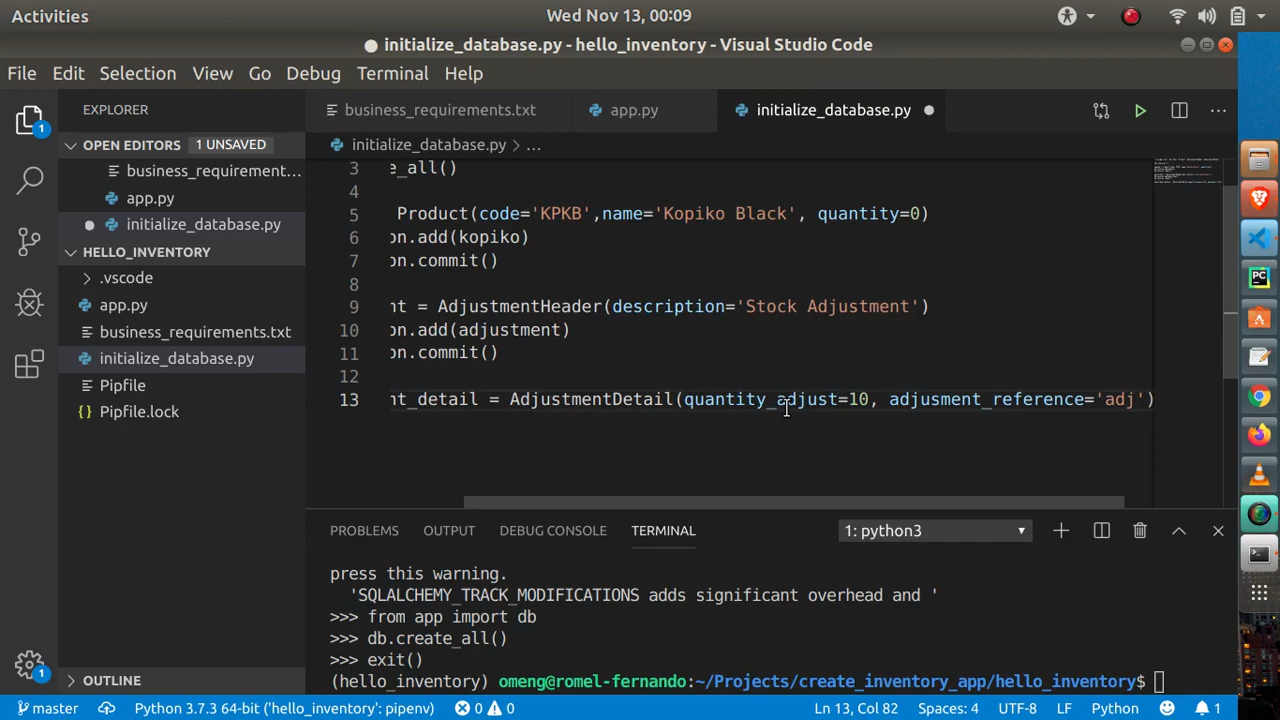 Activities
Wed Nov 13, 00:09
initialize_database.py - hello_inventory - Visual Studio Code
File Edit Selection View Go Debug Terminal Help
EXPLORER
business_requirements.txt
app.py
initialize_database.py
OPEN EDITORS 1 UNSAVED
business_requirement...
app.py
initialize_database.py
HELLO_INVENTORY
.vscode
app.py
business_requirements.txt
initialize_database.py
Pipfile
Pipfile.lock
OUTLINE
1
1
initialize_database.py > ...
3 e_all()
4
5 Product(code='KPKB',name='Kopiko Black', quantity=0)
6 on.add(kopiko)
7 on.commit()
8
9 nt = AdjustmentHeader(description='Stock Adjustment')
10 on.add(adjustment)
11 on.commit()
12
13 nt_detail = AdjustmentDetail(quantity_adjust=10, adjusment_reference='adj')
PROBLEMS OUTPUT DEBUG CONSOLE TERMINAL 1: python3
press this warning.
'SQLALCHEMY_TRACK_MODIFICATIONS adds significant overhead and '
>>> from app import db
>>> db.create_all()
>>> exit()
(hello_inventory) omeng@romel-fernando:~/Projects/create_inventory_app/hello_inventory$
master Python 3.7.3 64-bit ('hello_inventory': pipenv) 0 0 Ln 13, Col 82 Spaces: 4 UTF-8 LF Python 1